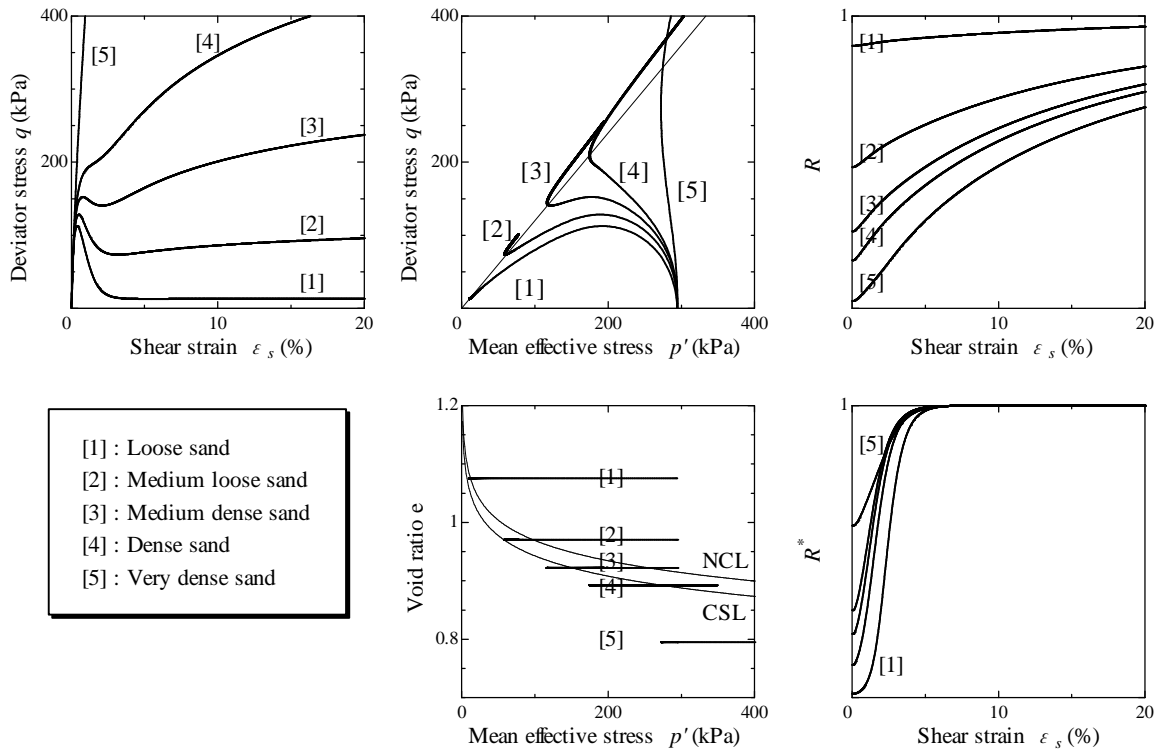 400
200
0
10
20
Deviator stress q (kPa)
Shear strain ε s (%)
[5]
[4]
[3]
[2]
[1]
400
200
0
200
400
Deviator stress q (kPa)
Mean effective stress p′ (kPa)
[3]
[4]
[5]
[2]
[1]
1
0
10
20
R
Shear strain ε s (%)
[1]
[2]
[3]
[4]
[5]
[1] : Loose sand
[2] : Medium loose sand
[3] : Medium dense sand
[4] : Dense sand
[5] : Very dense sand
1.2
1
0.8
0
200
400
Void ratio e
Mean effective stress p′ (kPa)
[1]
[2]
[3]
[4]
[5]
NCL
CSL
1
0
10
20
R*
Shear strain ε s (%)
[5]
[1]